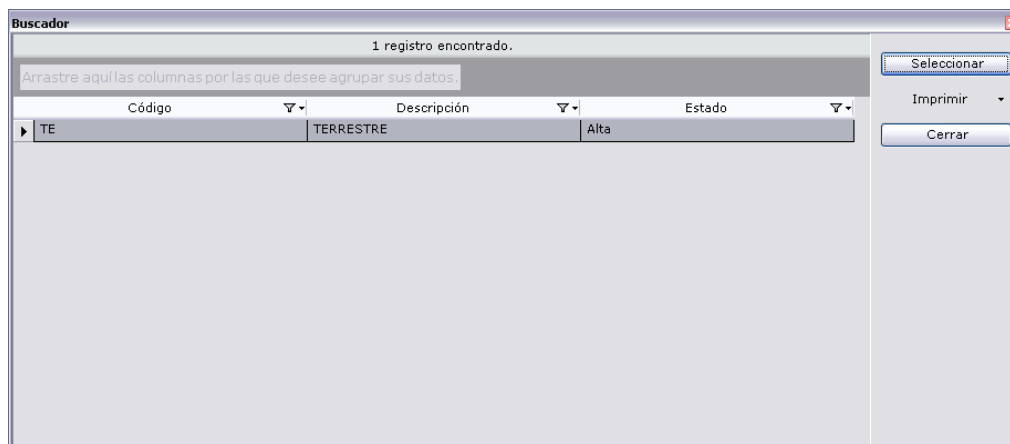 Buscador
1 registro encontrado.
Arrastre aquí las columnas por las que desee agrupar sus datos.
Código Descripción Estado
TE TERRESTRE Alta
Seleccionar
Imprimir
Cerrar